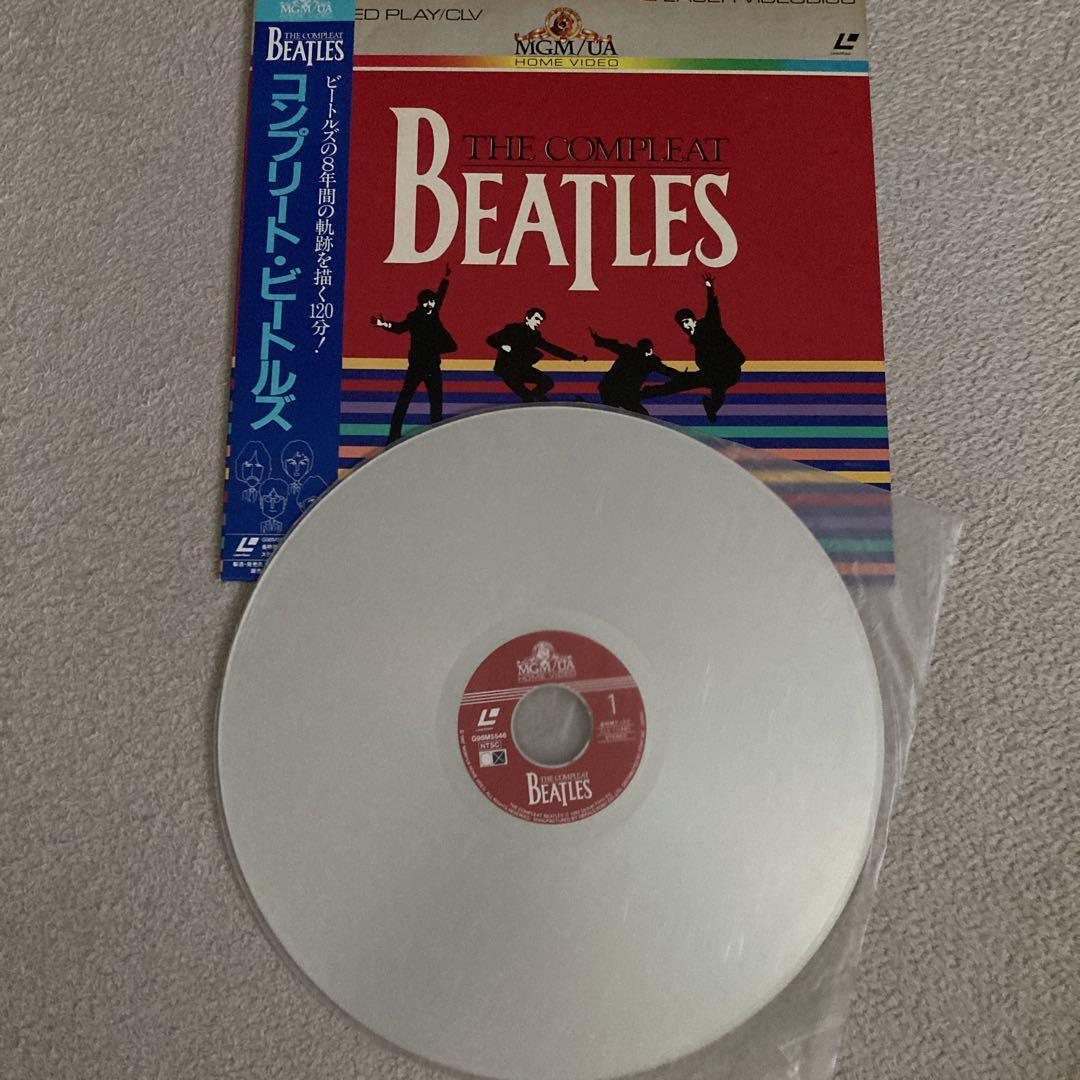 MGM/UA
THE COMPLEAT
BEATLES
コンプリート・ビートルズ
ビートルズの8年間の軌跡を描く120分!
ED PLAY/CLV
MGM/UA
HOME VIDEO
THE COMPLEAT
BEATLES
MGM/UA
HOME VIDEO
1
G98M5546
NTSC
STEREO
THE COMPLEAT
BEATLES